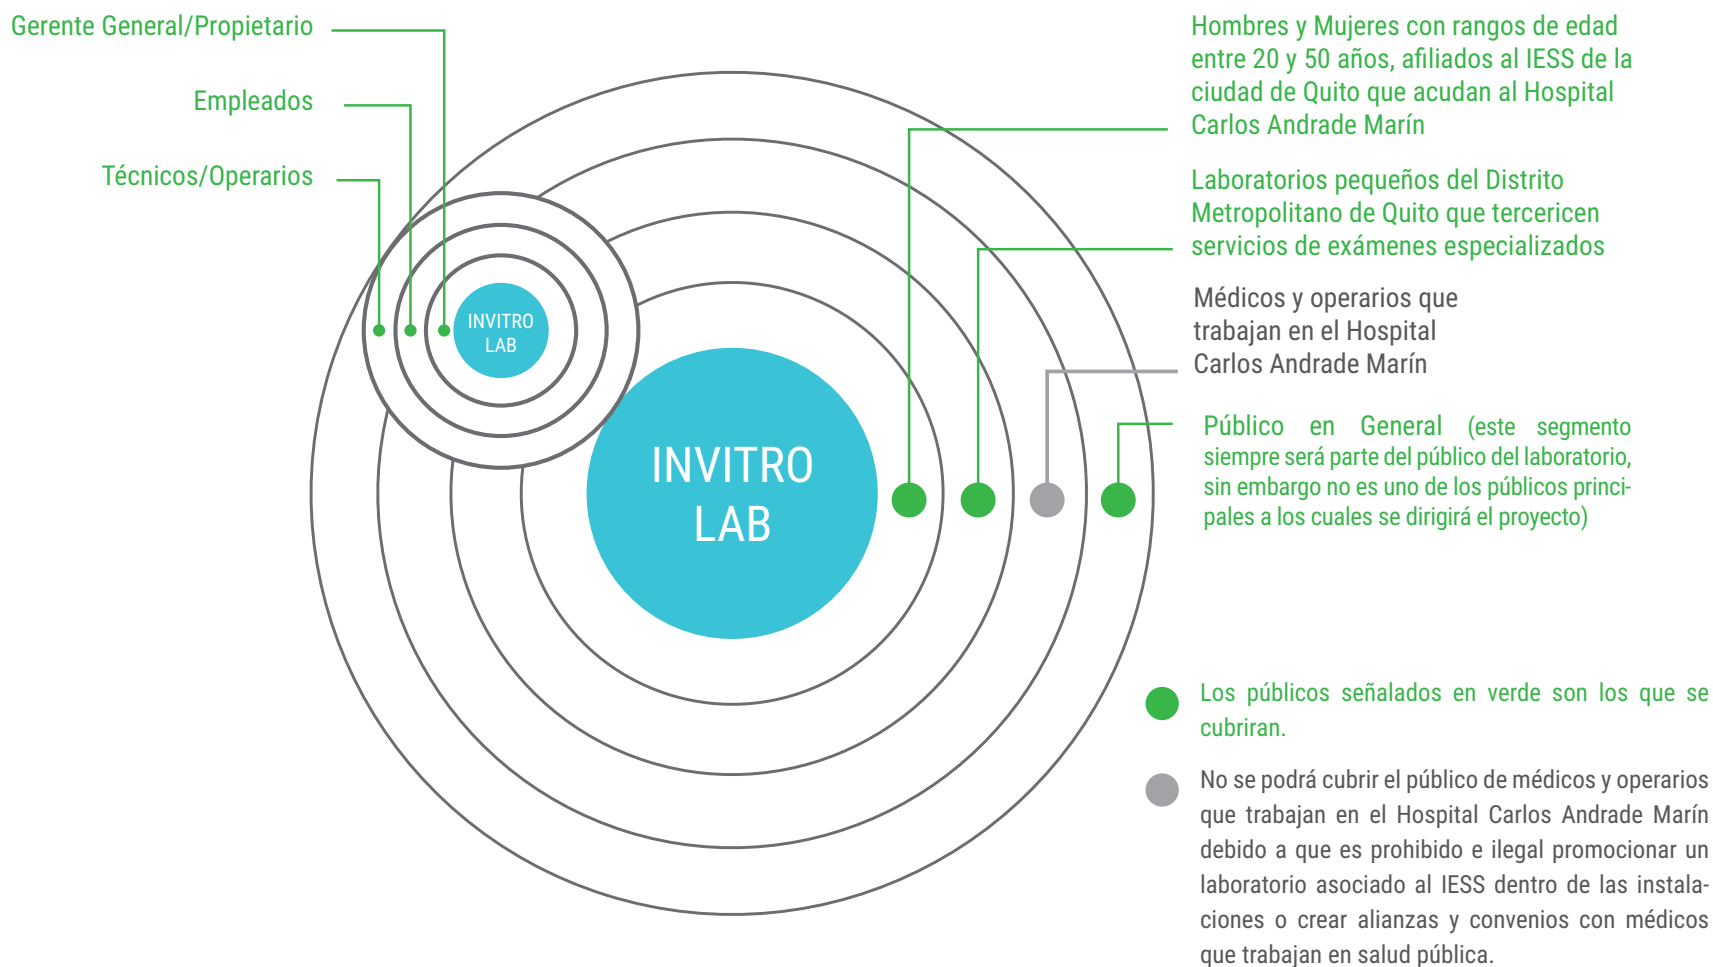 Gerente General/Propietario
Empleados
Técnicos/Operarios
INVITRO
LAB
INVITRO
LAB
Hombres y Mujeres con rangos de edad
entre 20 y 50 años, afiliados al IESS de la
ciudad de Quito que acudan al Hospital
Carlos Andrade Marín
Laboratorios pequeños del Distrito
Metropolitano de Quito que tercericen
servicios de exámenes especializados
Médicos y operarios que
trabajan en el Hospital
Carlos Andrade Marín
Público en General (este segmento
siempre será parte del público del laboratorio,
sin embargo no es uno de los públicos princi-
pales a los cuales se dirigirá el proyecto)
Los públicos señalados en verde son los que se
cubriran.
No se podrá cubrir el público de médicos y operarios
que trabajan en el Hospital Carlos Andrade Marín
debido a que es prohibido e ilegal promocionar un
laboratorio asociado al IESS dentro de las instala-
ciones o crear alianzas y convenios con médicos
que trabajan en salud pública.